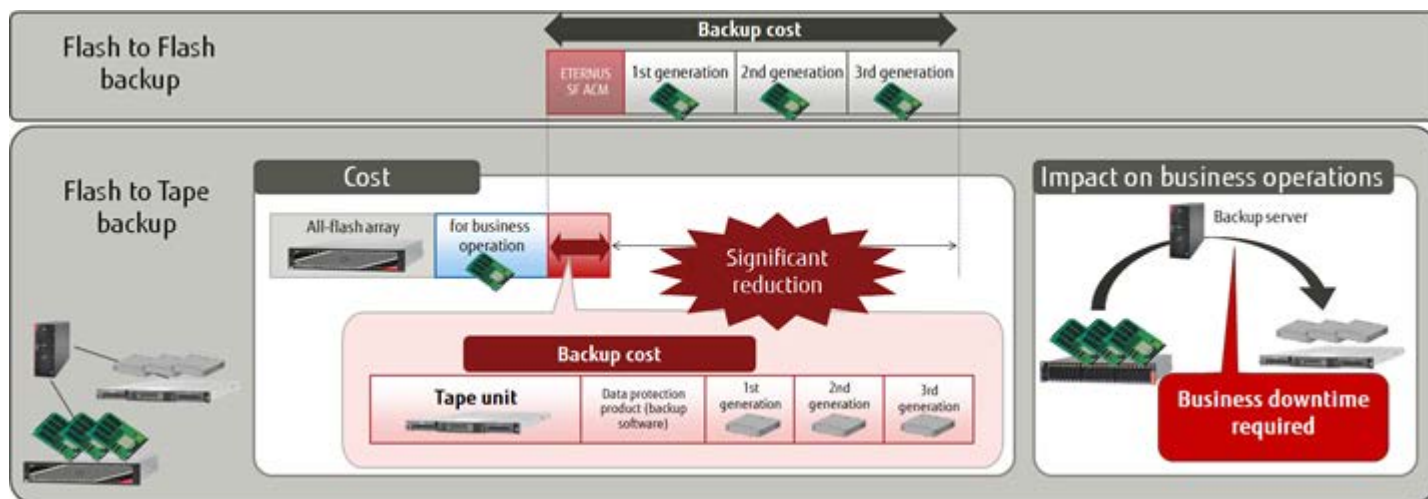 Flash to Flash
backup
Backup cost
ETERNUS
SF ACM
1st generation
2nd generation
3rd generation
Flash to Tape
backup
Cost
All-flash array
for business
operation
Significant
reduction
Backup cost
Tape unit
Data protection
product (backup
software)
1st
generation
2nd
generation
3rd
generation
Impact on business operations
Backup server
Business downtime
required